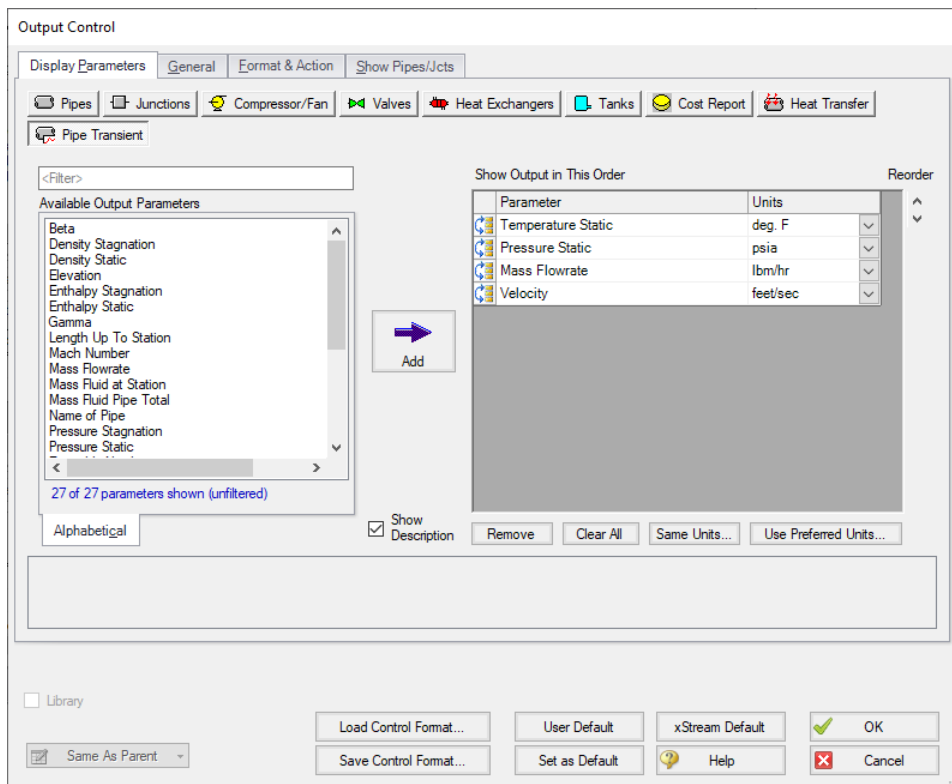 Output Control
Display Parameters
General
Format & Action
Show Pipes/Jcts
Pipes
Junctions
Compressor/Fan
Valves
Heat Exchangers
Tanks
Cost Report
Heat Transfer
Pipe Transient
<Filter>
Available Output Parameters
Beta
Density Stagnation
Density Static
Elevation
Enthalpy Stagnation
Enthalpy Static
Gamma
Length Up To Station
Mach Number
Mass Flowrate
Mass Fluid at Station
Mass Fluid Pipe Total
Name of Pipe
Pressure Stagnation
Pressure Static
27 of 27 parameters shown (unfiltered)
Alphabetical
Add
Show
Description
Show Output in This Order
Reorder
Parameter Units
Temperature Static deg. F
Pressure Static psia
Mass Flowrate lbm/hr
Velocity feet/sec
Remove
Clear All
Same Units...
Use Preferred Units...
Library
Same As Parent
Load Control Format...
User Default
xStream Default
OK
Save Control Format...
Set as Default
Help
Cancel